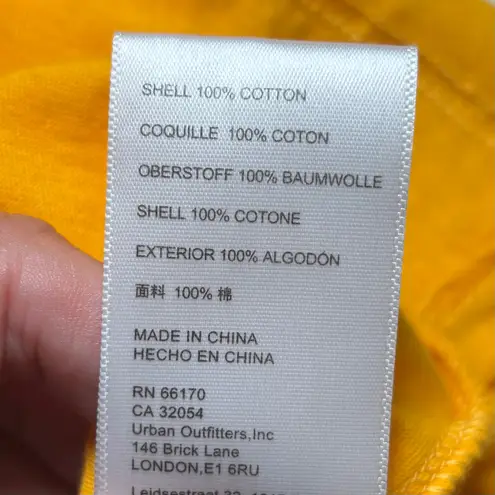 SHELL 100% COTTON
COQUILLE 100% COTON
OBERSTOFF 100% BAUMWOLLE
SHELL 100% COTONE
EXTERIOR 100% ALGODÓN
面料 100% 棉
MADE IN CHINA
HECHO EN CHINA
RN 66170
CA 32054
Urban Outfitters,Inc
146 Brick Lane
LONDON,E1 6RU
Leidsestraat 32